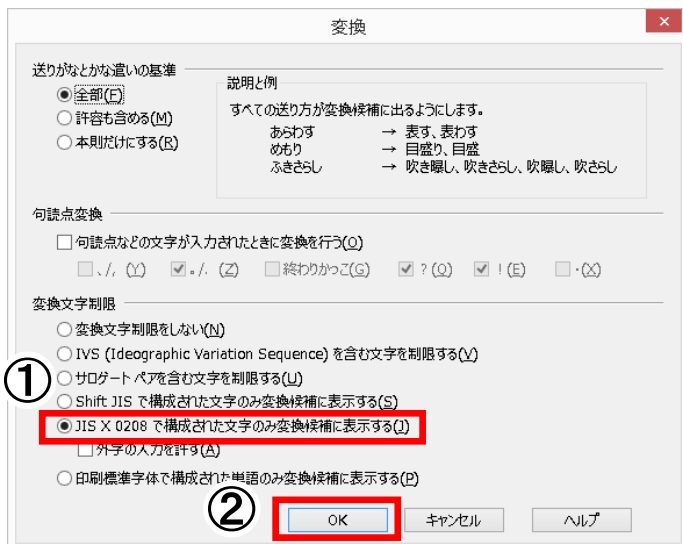 変換
送りがなとかな遣いの基準
全部(F)
許容も含める(M)
本則だけにする(R)
説明と例
すべての送り方が変換候補に出るようにします。
あらわす → 表す、表わす
めもり → 目盛り、目盛
ふきさらし → 吹き曝し、吹きさらし、吹曝し、吹さらし
句読点変換
句読点などの文字が入力されたときに変換を行う(O)
、/, (Y) 。/. (Z) 終わりかっこ(G) ? (Q) ! (E) ・(X)
変換文字制限
変換文字制限をしない(N)
IVS (Ideographic Variation Sequence) を含む文字を制限する(V)
① サロゲート ペアを含む文字を制限する(U)
Shift JIS で構成された文字のみ変換候補に表示する(S)
JIS X 0208 で構成された文字のみ変換候補に表示する(J)
外字の入力を許す(A)
印刷標準字体で構成された単語のみ変換候補に表示する(P)
② OK キャンセル ヘルプ